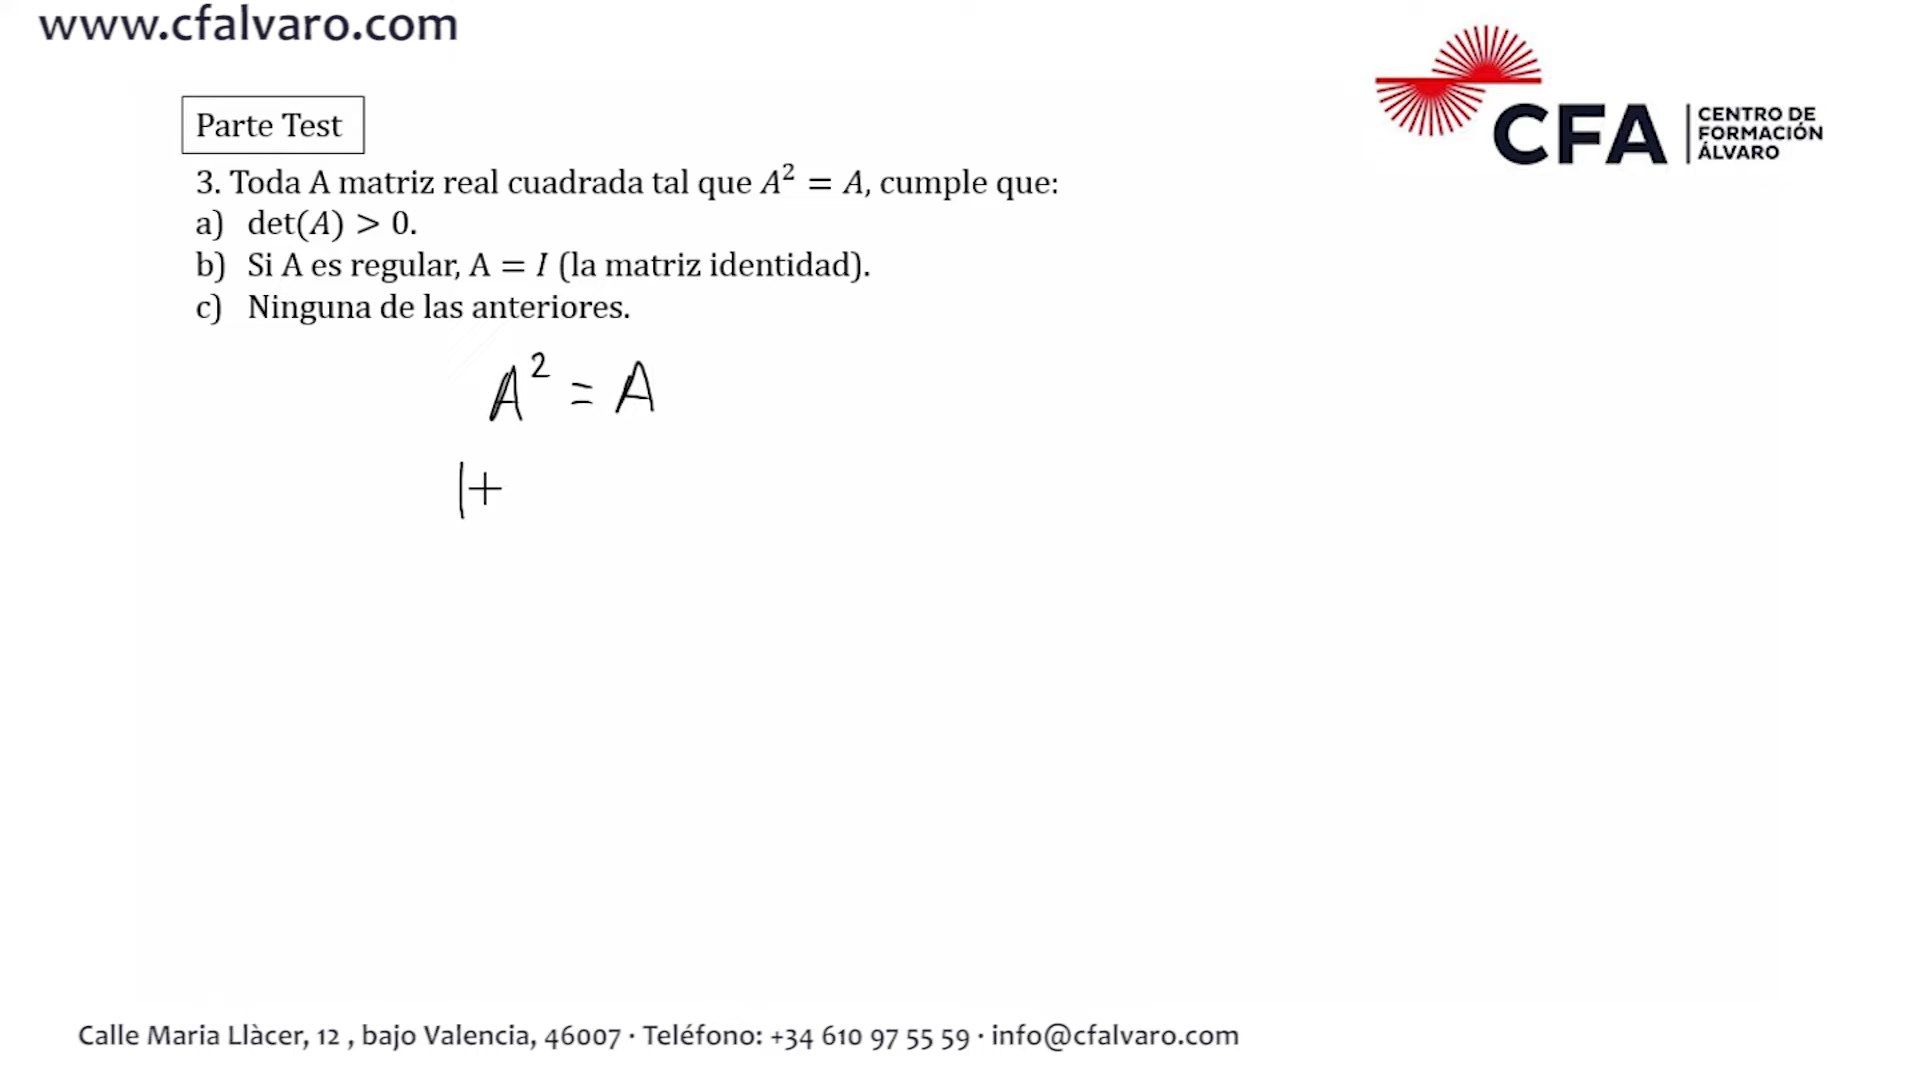 www.cfalvaro.com
CFA CENTRO DE FORMACIÓN ÁLVARO
Parte Test
3. Toda A matriz real cuadrada tal que A² = A, cumple que:
a) det(A) > 0.
b) Si A es regular, A = I (la matriz identidad).
c) Ninguna de las anteriores.
A² = A
|+
Calle Maria Llàcer, 12 , bajo Valencia, 46007 · Teléfono: +34 610 97 55 59 · info@cfalvaro.com